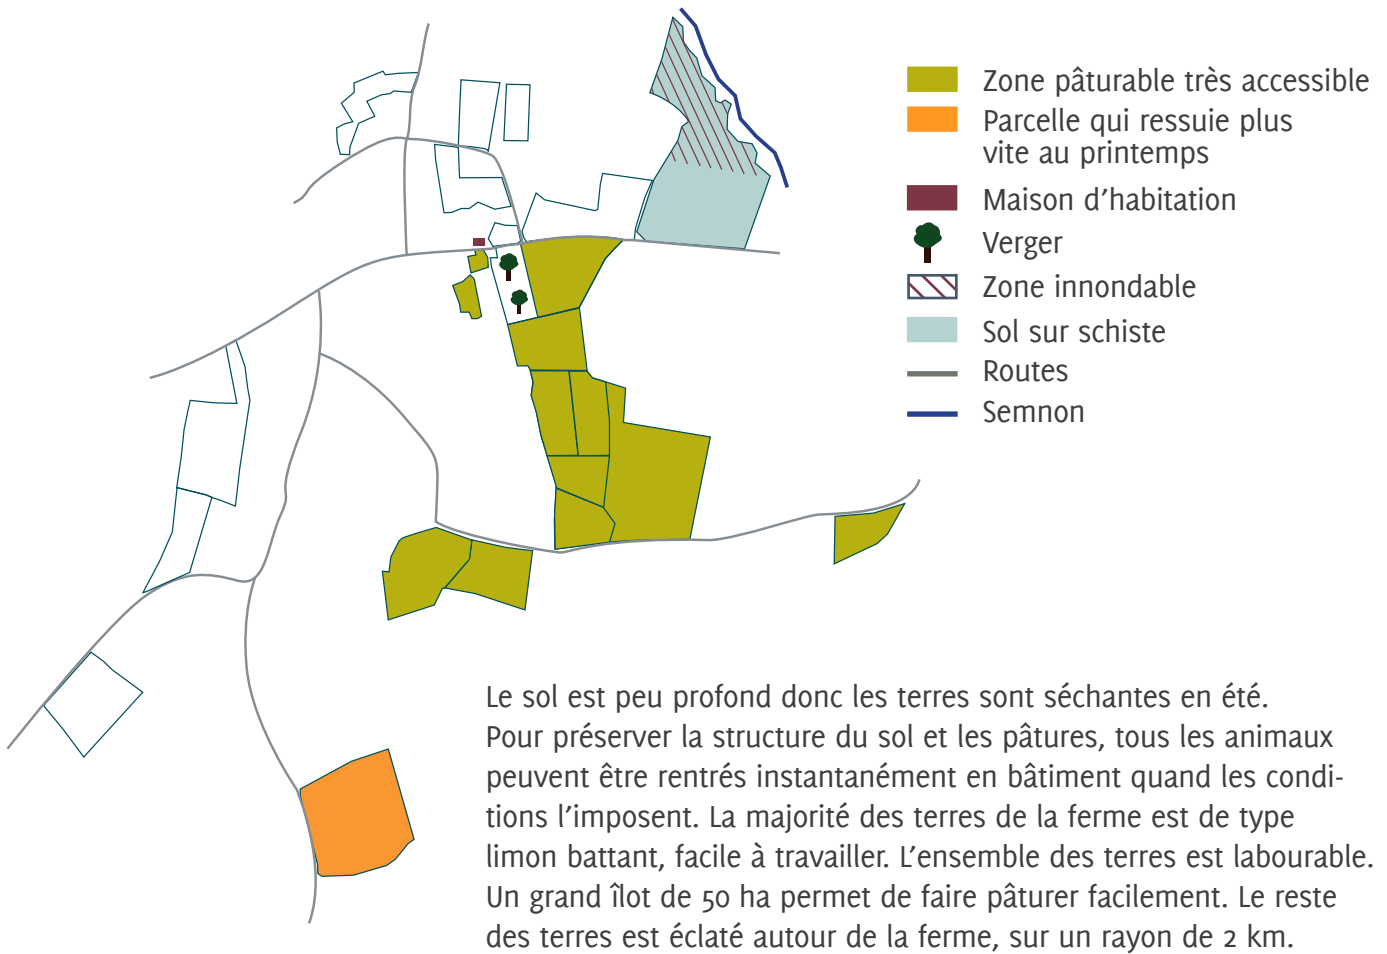 Zone pâturable très accessible
Parcelle qui ressuie plus
vite au printemps
Maison d'habitation
Verger
Zone innondable
Sol sur schiste
Routes
Semnon
Le sol est peu profond donc les terres sont séchantes en été.
Pour préserver la structure du sol et les pâtures, tous les animaux
peuvent être rentrés instantanément en bâtiment quand les condi-
tions l'imposent. La majorité des terres de la ferme est de type
limon battant, facile à travailler. L'ensemble des terres est labourable.
Un grand îlot de 50 ha permet de faire pâturer facilement. Le reste
des terres est éclaté autour de la ferme, sur un rayon de 2 km.